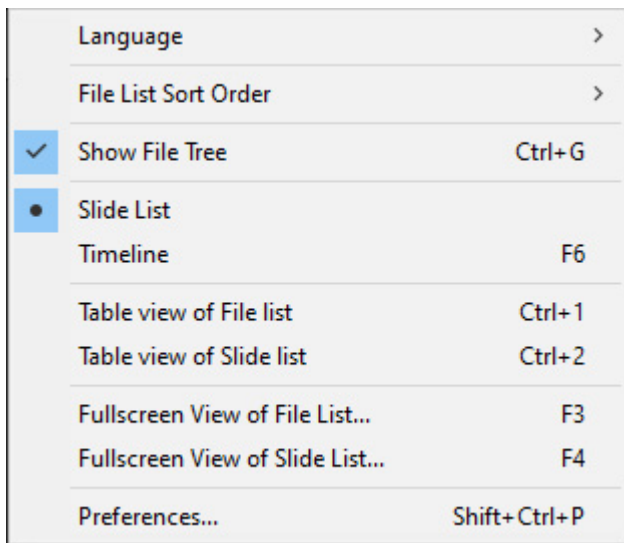 Language
File List Sort Order
Show File Tree Ctrl+G
Slide List
Timeline F6
Table view of File list Ctrl+1
Table view of Slide list Ctrl+2
Fullscreen View of File List... F3
Fullscreen View of Slide List... F4
Preferences... Shift+Ctrl+P